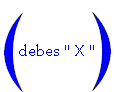 ( debes " X " )